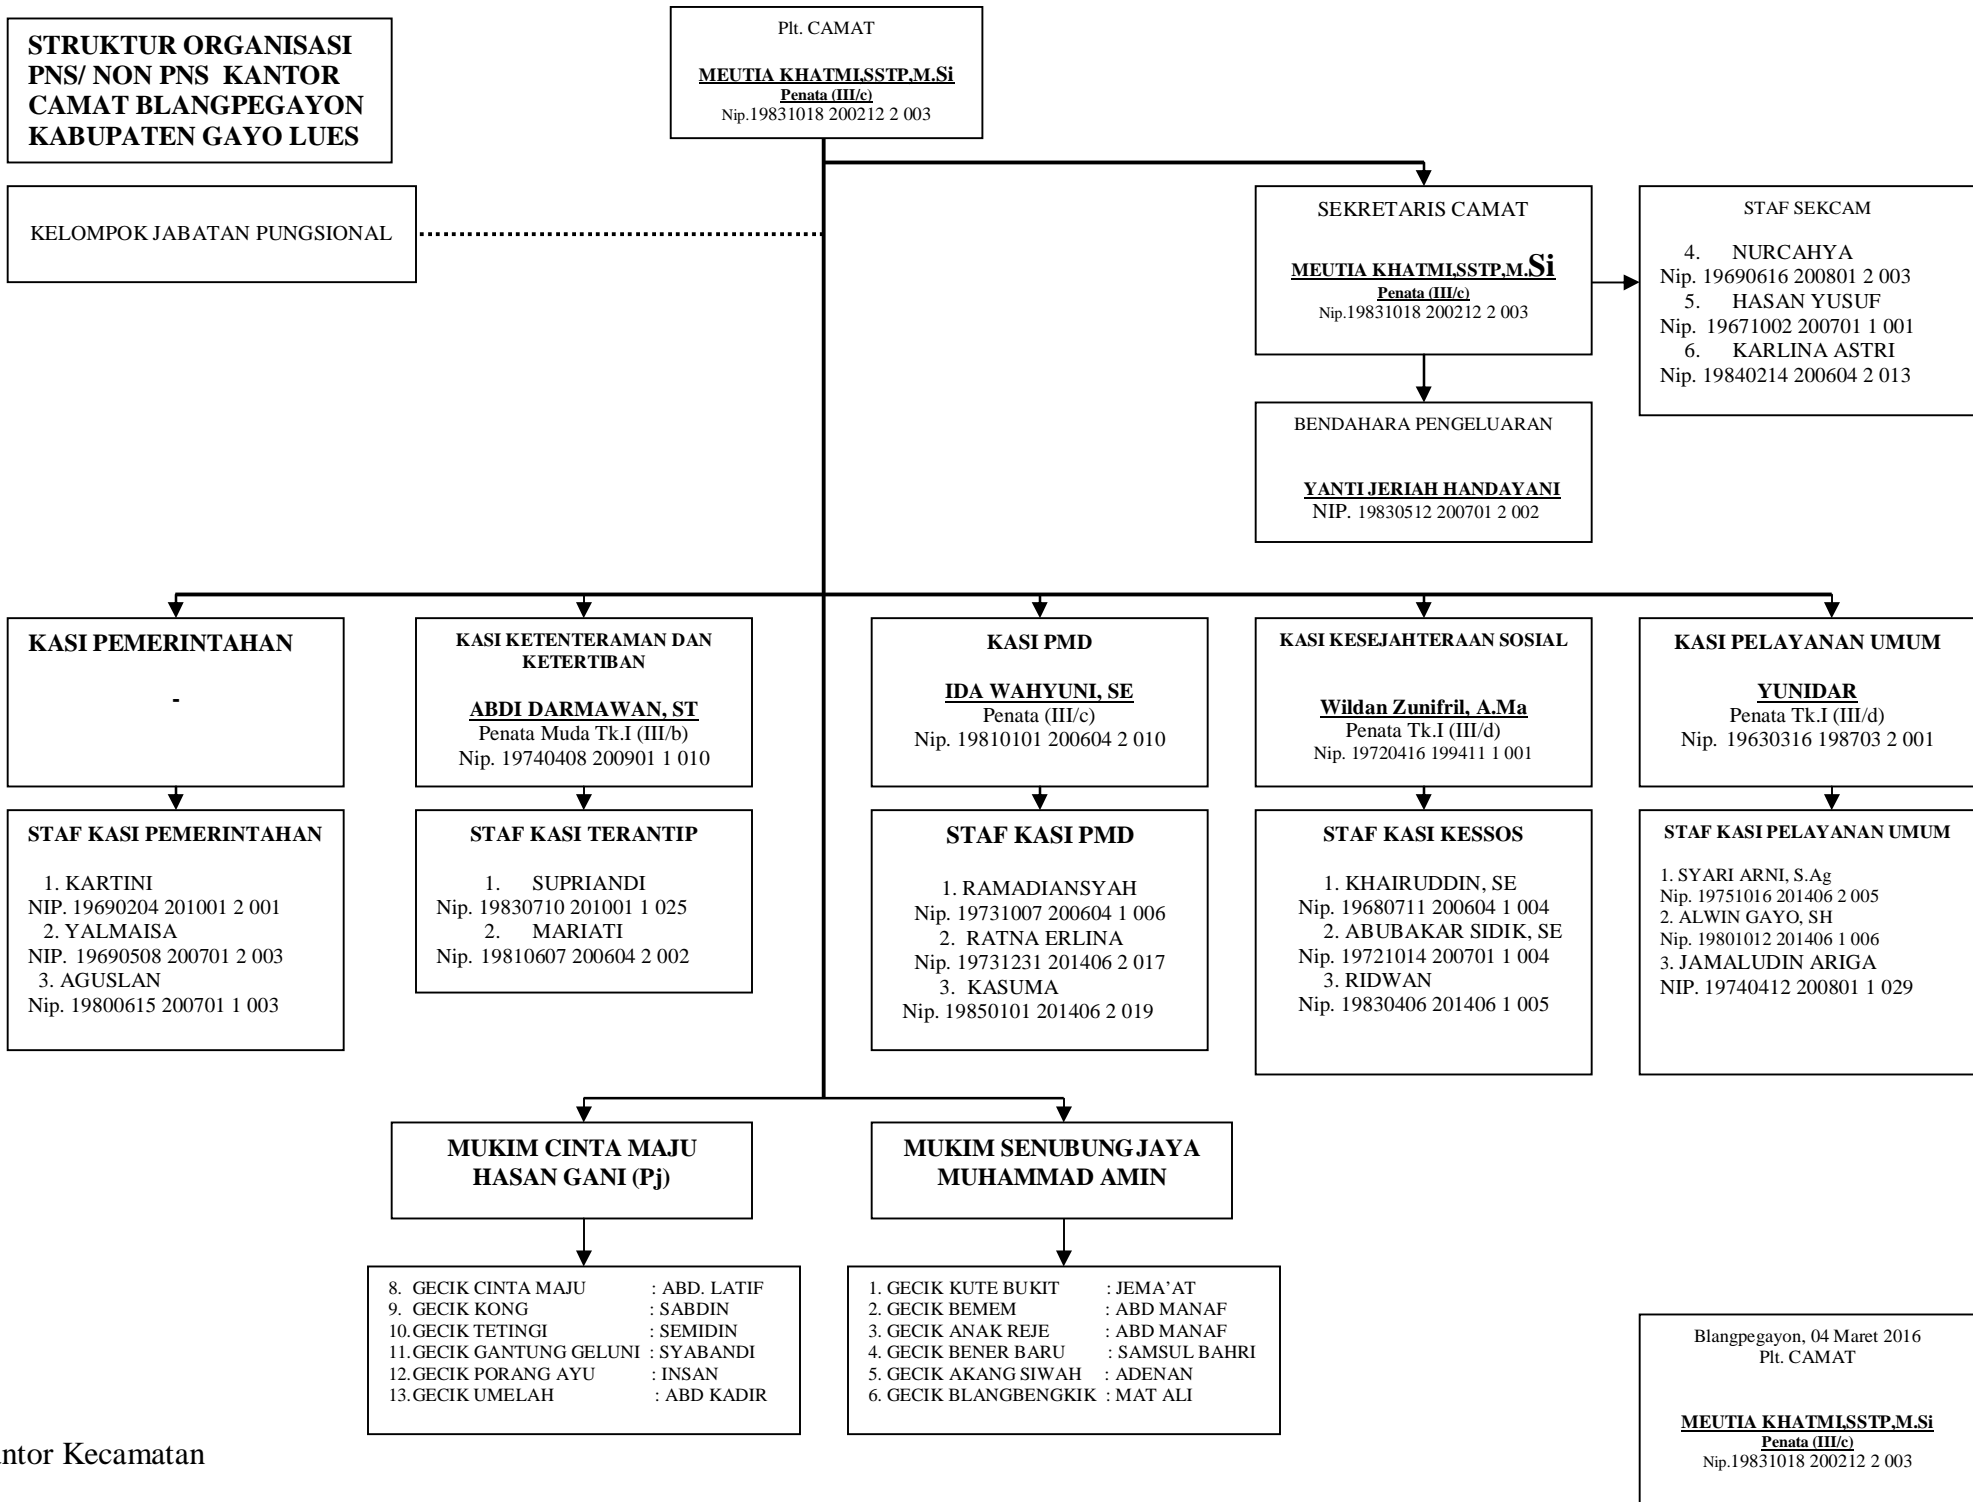 STRUKTUR ORGANISASI
PNS/ NON PNS KANTOR
CAMAT BLANGPEGAYON
KABUPATEN GAYO LUES
Plt. CAMAT
MEUTIA KHATMI,SSTP,M.Si
Penata (III/c)
Nip.19831018 200212 2 003
KELOMPOK JABATAN PUNGSIONAL
SEKRETARIS CAMAT
MEUTIA KHATMI,SSTP,M.Si
Penata (III/c)
Nip.19831018 200212 2 003
STAF SEKCAM
4. NURCAHYA
Nip. 19690616 200801 2 003
5. HASAN YUSUF
Nip. 19671002 200701 1 001
6. KARLINA ASTRI
Nip. 19840214 200604 2 013
BENDAHARA PENGELUARAN
YANTI JERIAH HANDAYANI
NIP. 19830512 200701 2 002
KASI PEMERINTAHAN
-
KASI KETENTERAMAN DAN
KETERTIBAN
ABDI DARMAWAN, ST
Penata Muda Tk.I (III/b)
Nip. 19740408 200901 1 010
KASI PMD
IDA WAHYUNI, SE
Penata (III/c)
Nip. 19810101 200604 2 010
KASI KESEJAHTERAAN SOSIAL
Wildan Zunifril, A.Ma
Penata Tk.I (III/d)
Nip. 19720416 199411 1 001
KASI PELAYANAN UMUM
YUNIDAR
Penata Tk.I (III/d)
Nip. 19630316 198703 2 001
STAF KASI PEMERINTAHAN
1. KARTINI
NIP. 19690204 201001 2 001
2. YALMAISA
NIP. 19690508 200701 2 003
3. AGUSLAN
Nip. 19800615 200701 1 003
STAF KASI TERANTIP
1. SUPRIANDI
Nip. 19830710 201001 1 025
2. MARIATI
Nip. 19810607 200604 2 002
STAF KASI PMD
1. RAMADIANSYAH
Nip. 19731007 200604 1 006
2. RATNA ERLINA
Nip. 19731231 201406 2 017
3. KASUMA
Nip. 19850101 201406 2 019
STAF KASI KESSOS
1. KHAIRUDDIN, SE
Nip. 19680711 200604 1 004
2. ABUBAKAR SIDIK, SE
Nip. 19721014 200701 1 004
3. RIDWAN
Nip. 19830406 201406 1 005
STAF KASI PELAYANAN UMUM
1. SYARI ARNI, S.Ag
Nip. 19751016 201406 2 005
2. ALWIN GAYO, SH
Nip. 19801012 201406 1 006
3. JAMALUDIN ARIGA
NIP. 19740412 200801 1 029
MUKIM CINTA MAJU
HASAN GANI (Pj)
MUKIM SENUBUNG JAYA
MUHAMMAD AMIN
8. GECIK CINTA MAJU : ABD. LATIF
9. GECIK KONG : SABDIN
10. GECIK TETINGI : SEMIDIN
11. GECIK GANTUNG GELUNI : SYABANDI
12. GECIK PORANG AYU : INSAN
13. GECIK UMELAH : ABD KADIR
1. GECIK KUTE BUKIT : JEMA'AT
2. GECIK BEMEM : ABD MANAF
3. GECIK ANAK REJE : ABD MANAF
4. GECIK BENER BARU : SAMSUL BAHRI
5. GECIK AKANG SIWAH : ADENAN
6. GECIK BLANGBENGKIK : MAT ALI
Blangpegayon, 04 Maret 2016
Plt. CAMAT
MEUTIA KHATMI,SSTP,M.Si
Penata (III/c)
Nip.19831018 200212 2 003
ntor Kecamatan